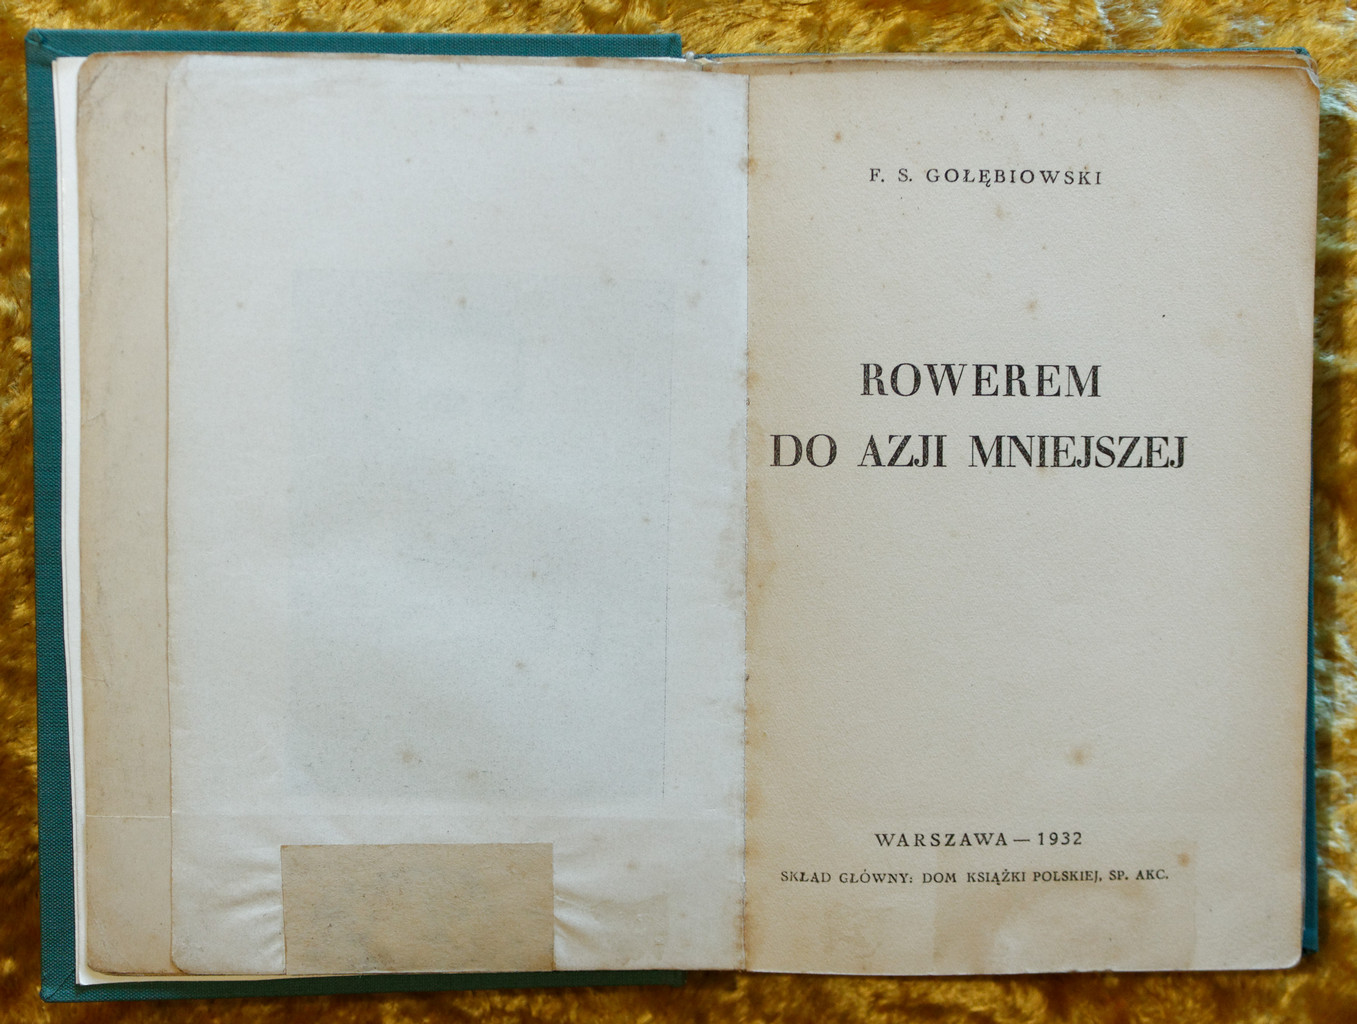 F. S. GOŁĘBIOWSKI
ROWEREM
DO AZJI MNIEJSZEJ
WARSZAWA — 1932
SKŁAD GŁÓWNY: DOM KSIĄŻKI POLSKIEJ, SP. AKC.